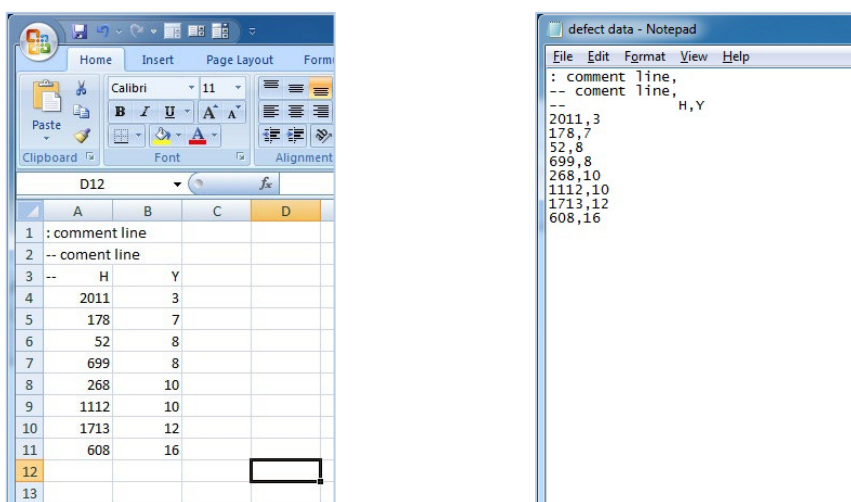 Home Insert Page Layout Form
Calibri 11
B I U A A
Paste A
Clipboard Font Alignment
D12 fx
A B C D
1 : comment line
2 -- coment line
3 -- H Y
4 2011 3
5 178 7
6 52 8
7 699 8
8 268 10
9 1112 10
10 1713 12
11 608 16
12
13
defect data - Notepad
File Edit Format View Help
: comment line,
-- coment line,
-- H,Y
2011,3
178,7
52,8
699,8
268,10
1112,10
1713,12
608,16